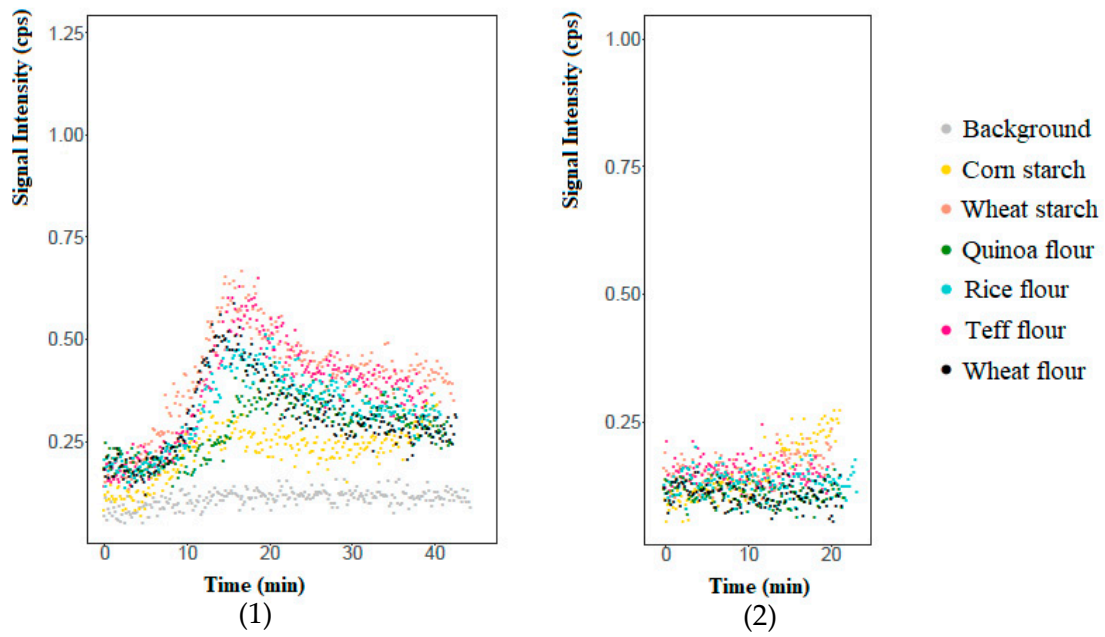 Signal Intensity (cps)
1.25
1.00
0.75
0.50
0.25
0
10
20
30
40
Time (min)
(1)
Signal Intensity (cps)
1.00
0.75
0.50
0.25
0
10
20
Time (min)
(2)
Background
Corn starch
Wheat starch
Quinoa flour
Rice flour
Teff flour
Wheat flour